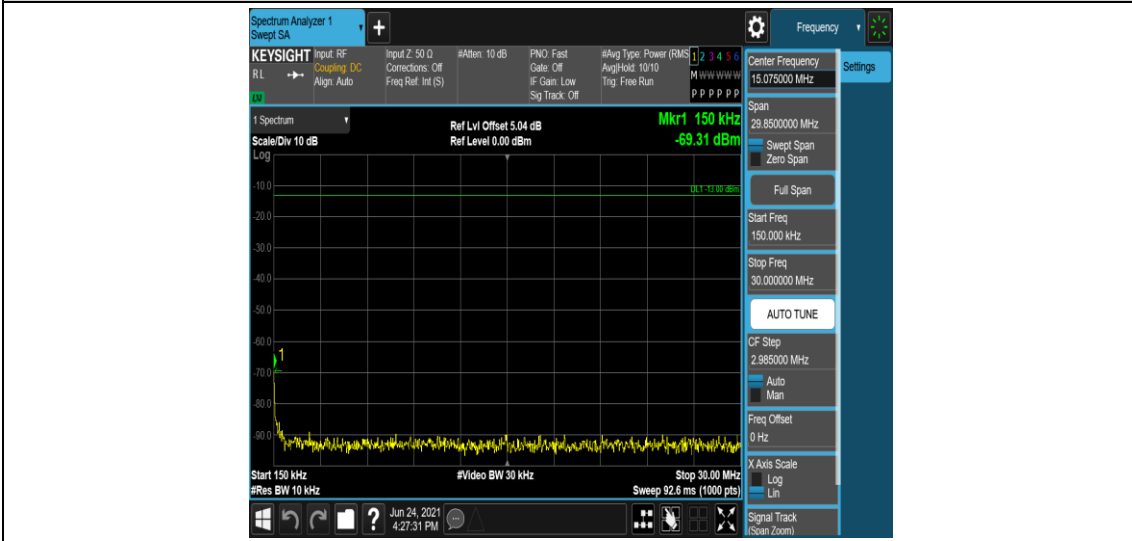 Spectrum Analyzer 1
Swept SA
+
Frequency
KEYSIGHT
RL
Input: RF
Coupling: DC
Align: Auto
Input Z: 50 Ω
Corrections: Off
Freq Ref: Int (S)
#Atten: 10 dB
PNO: Fast
Gate: Off
IF Gain: Low
Sig Track: Off
#Avg Type: Power (RMS
Avg|Hold: 10/10
Trig: Free Run
1 2 3 4 5 6
M W W W W W
P P P P P P
1 Spectrum
Scale/Div 10 dB
Log
Ref Lvl Offset 5.04 dB
Ref Level 0.00 dBm
Mkr1 150 kHz
-69.31 dBm
DL1 -13.00 dBm
-10.0
-20.0
-30.0
-40.0
-50.0
-60.0
1
-70.0
-80.0
-90.0
Start 150 kHz
#Res BW 10 kHz
#Video BW 30 kHz
Stop 30.00 MHz
Sweep 92.6 ms (1000 pts)
Center Frequency
15.075000 MHz
Settings
Span
29.8500000 MHz
Swept Span
Zero Span
Full Span
Start Freq
150.000 kHz
Stop Freq
30.000000 MHz
AUTO TUNE
CF Step
2.985000 MHz
Auto
Man
Freq Offset
0 Hz
X Axis Scale
Log
Lin
Signal Track
(Span Zoom)
?
Jun 24, 2021
4:27:31 PM